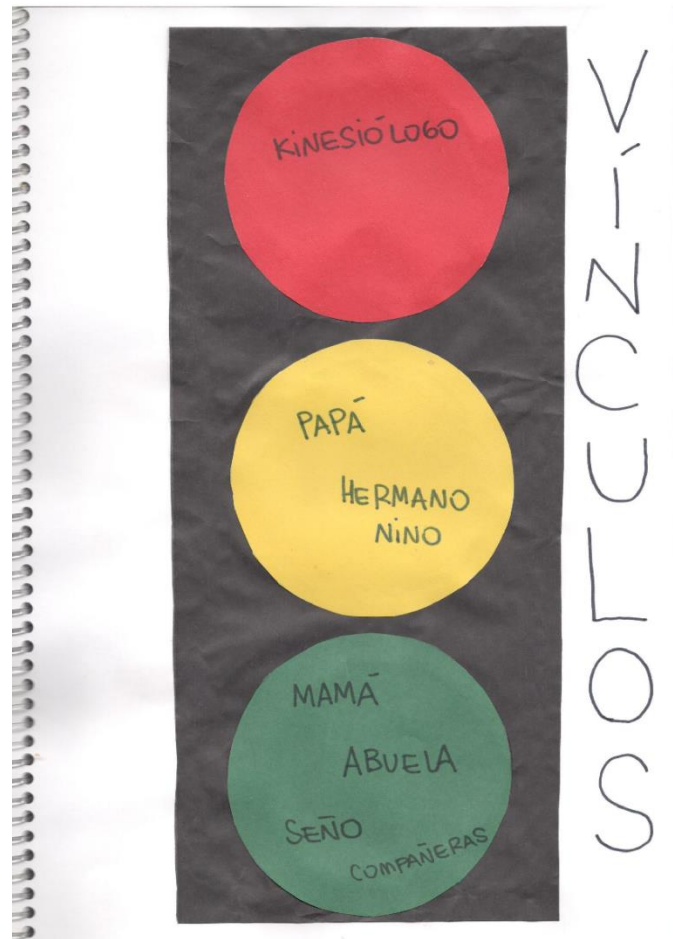 KINESIÓLOGO
PAPÁ
HERMANO
NINO
MAMÁ
ABUELA
SEÑO
COMPAÑERAS
VÍNCULOS